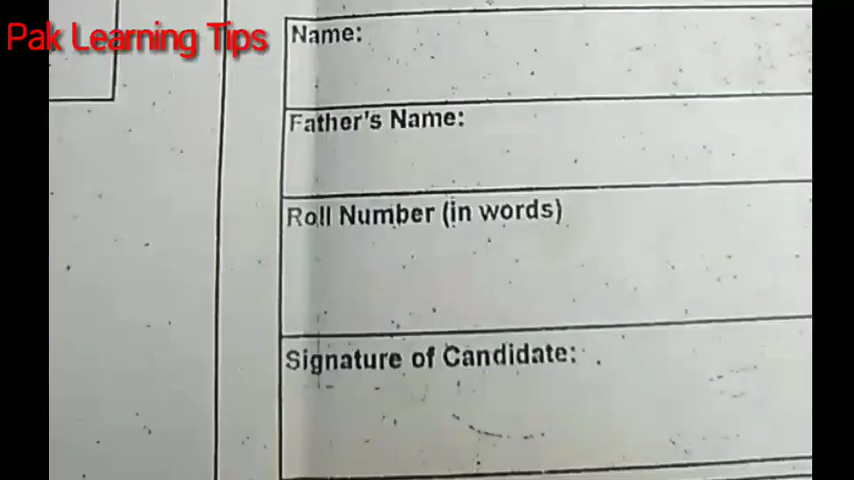 Pak Learning Tips
Name:
Father's Name:
Roll Number (in words)
Signature of Candidate: